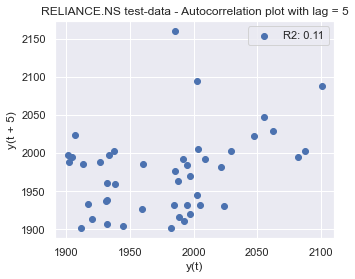 RELIANCE.NS test-data - Autocorrelation plot with lag = 5
R2: 0.11
2150
2100
2050
2000
1950
1900
y(t + 5)
1900 1950 2000 2050 2100
y(t)